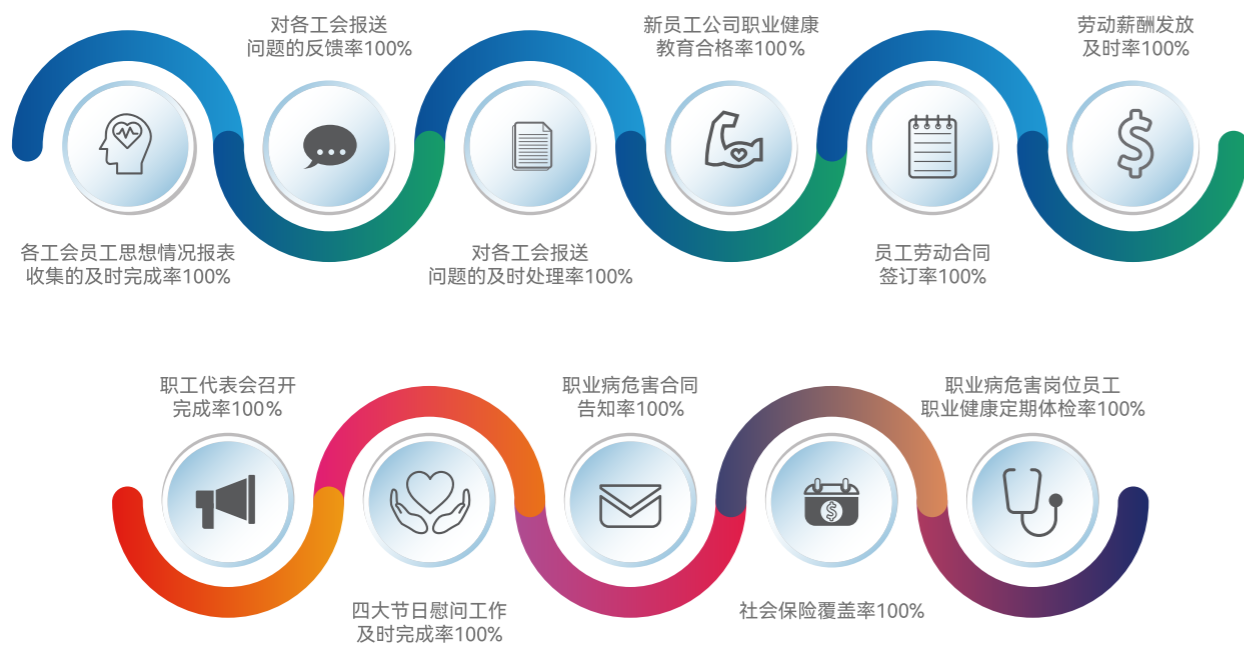 各工会员工思想情况报表
收集的及时完成率100%
对各工会报送
问题的反馈率100%
对各工会报送
问题的及时处理率100%
新员工公司职业健康
教育合格率100%
员工劳动合同
签订率100%
劳动薪酬发放
及时率100%
职工代表会召开
完成率100%
四大节日慰问工作
及时完成率100%
职业病危害合同
告知率100%
社会保险覆盖率100%
职业病危害岗位员工
职业健康定期体检率100%